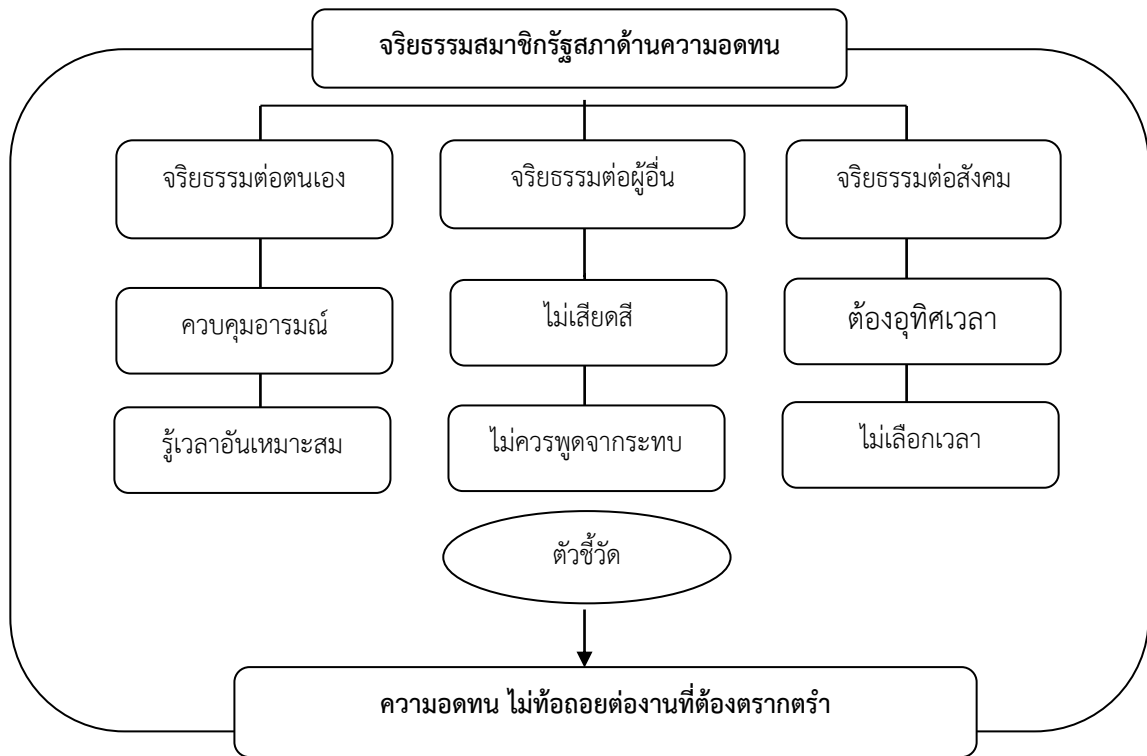 จริยธรรมสมาชิกรัฐสภาด้านความอดทน
จริยธรรมต่อตนเอง
จริยธรรมต่อผู้อื่น
จริยธรรมต่อสังคม
ควบคุมอารมณ์
ไม่เสียดสี
ต้องอุทิศเวลา
รู้เวลาอันเหมาะสม
ไม่ควรพูดจากระทบ
ไม่เลือกเวลา
ตัวชี้วัด
ความอดทน ไม่ท้อถอยต่องานที่ต้องตรากตรำ